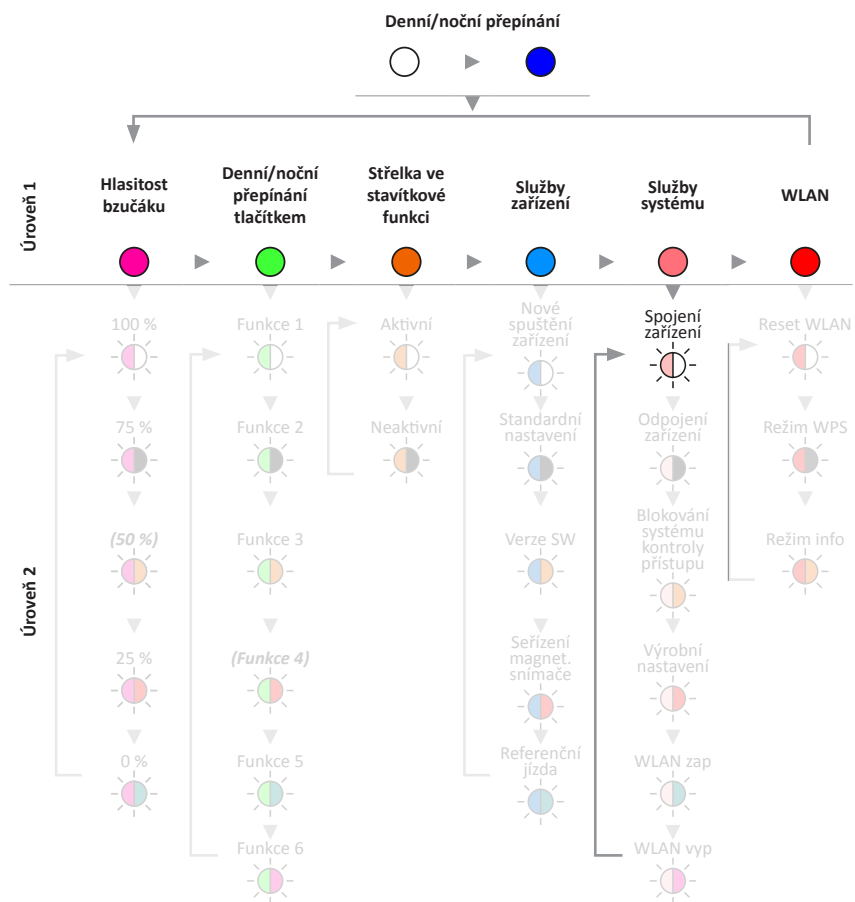 Denní/noční přepínání
Úroveň 1
Hlasitost
bzučáku
Denní/noční
přepínání
tlačítkem
Střelka ve
stavítkové
funkci
Služby
zařízení
Služby
systému
WLAN
Úroveň 2
100 %
75 %
(50 %)
25 %
0 %
Funkce 1
Funkce 2
Funkce 3
(Funkce 4)
Funkce 5
Funkce 6
Aktivní
Neaktivní
Nové
spuštění
zařízení
Standardní
nastavení
Verze SW
Seřízení
magnet.
snímače
Referenční
jízda
Spojení
zařízení
Odpojení
zařízení
Blokování
systému
kontroly
přístupu
Výrobní
nastavení
WLAN zap
WLAN vyp
Reset WLAN
Režim WPS
Režim info